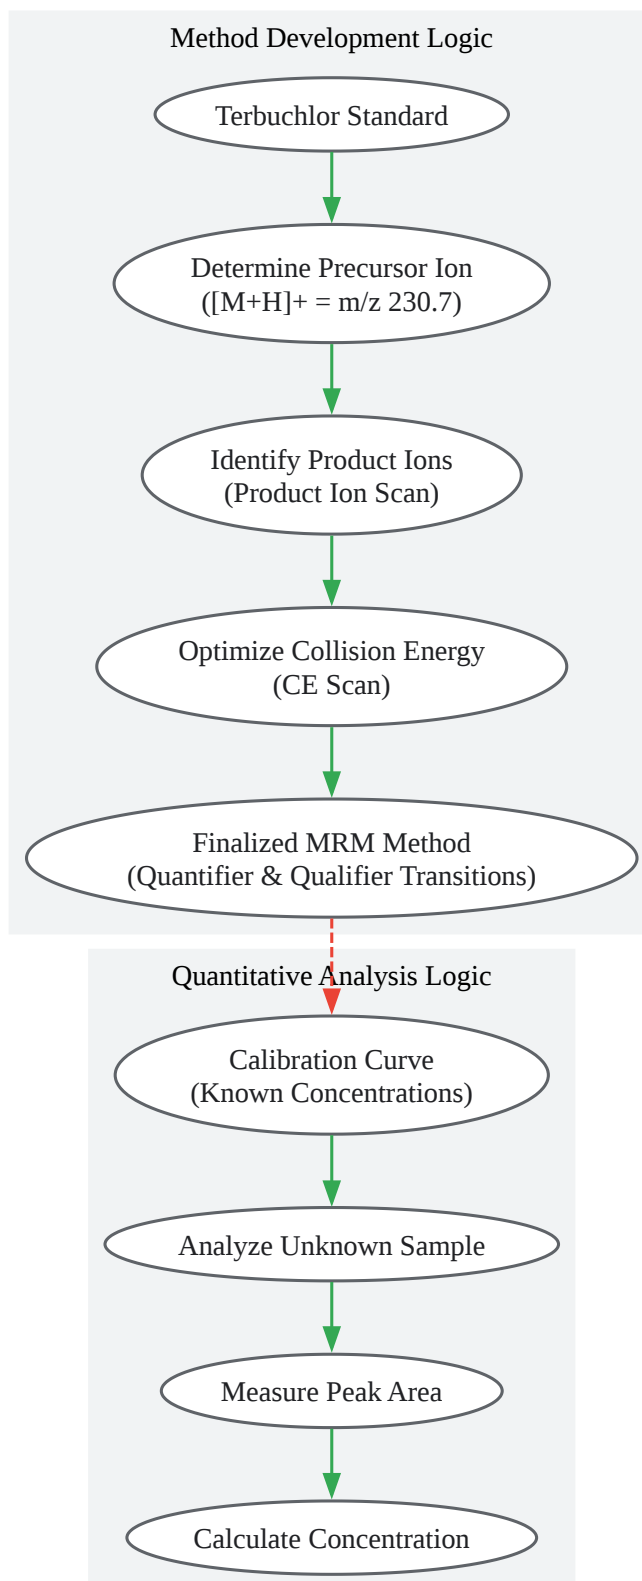 Method Development Logic
Terbuchlor Standard
Determine Precursor Ion
([M+H]+ = m/z 230.7)
Identify Product Ions
(Product Ion Scan)
Optimize Collision Energy
(CE Scan)
Finalized MRM Method
(Quantifier & Qualifier Transitions)
Quantitative Analysis Logic
Calibration Curve
(Known Concentrations)
Analyze Unknown Sample
Measure Peak Area
Calculate Concentration